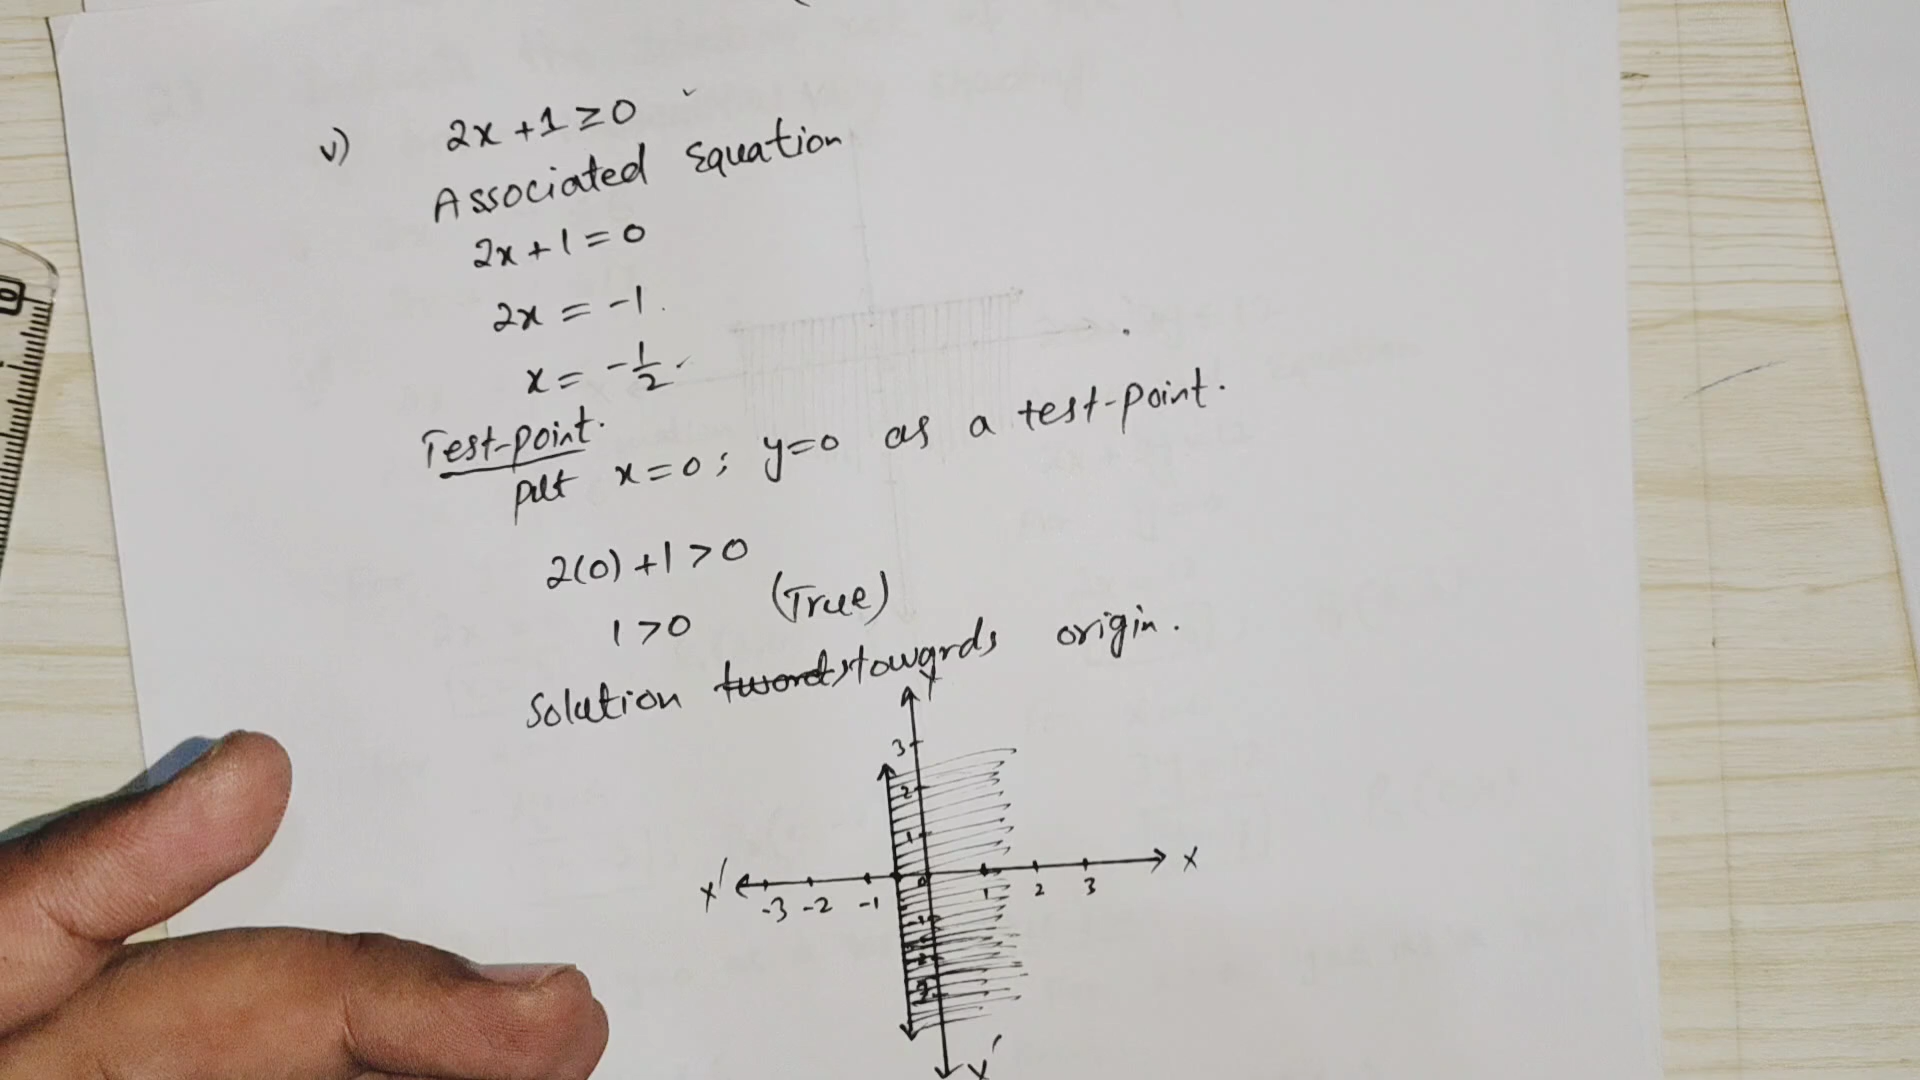 v) 2x + 1 ≥ 0
Associated Equation
2x + 1 = 0
2x = -1.
x = -1/2.
Test-point.
put x = 0 ; y = 0 as a test-point.
2(0) + 1 > 0
1 > 0 (True)
Solution towards origin.
Y
3
2
1
X' -3 -2 -1 0 1 2 3 X
-1
Y'